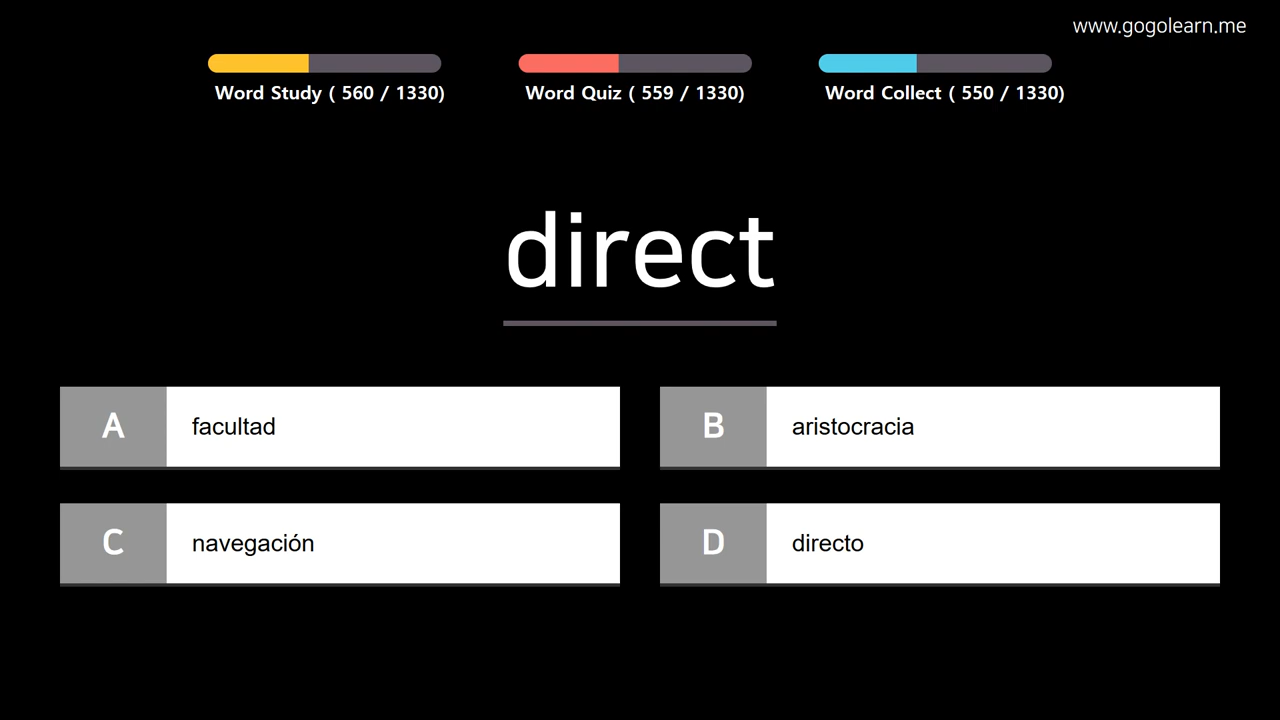 www.gogolearn.me
Word Study ( 560 / 1330)
Word Quiz ( 559 / 1330)
Word Collect ( 550 / 1330)
direct
A facultad
B aristocracia
C navegación
D directo